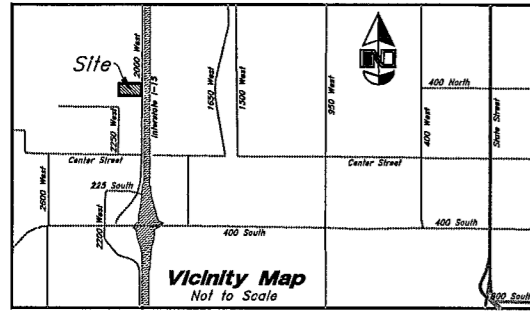 Site
2000 West
Interstate I-15
1650 West
1500 West
950 West
400 North
400 West
State Street
2250 West
Center Street
Center Street
2600 West
225 South
2200 West
400 South
400 South
800 South
Vicinity Map
Not to Scale